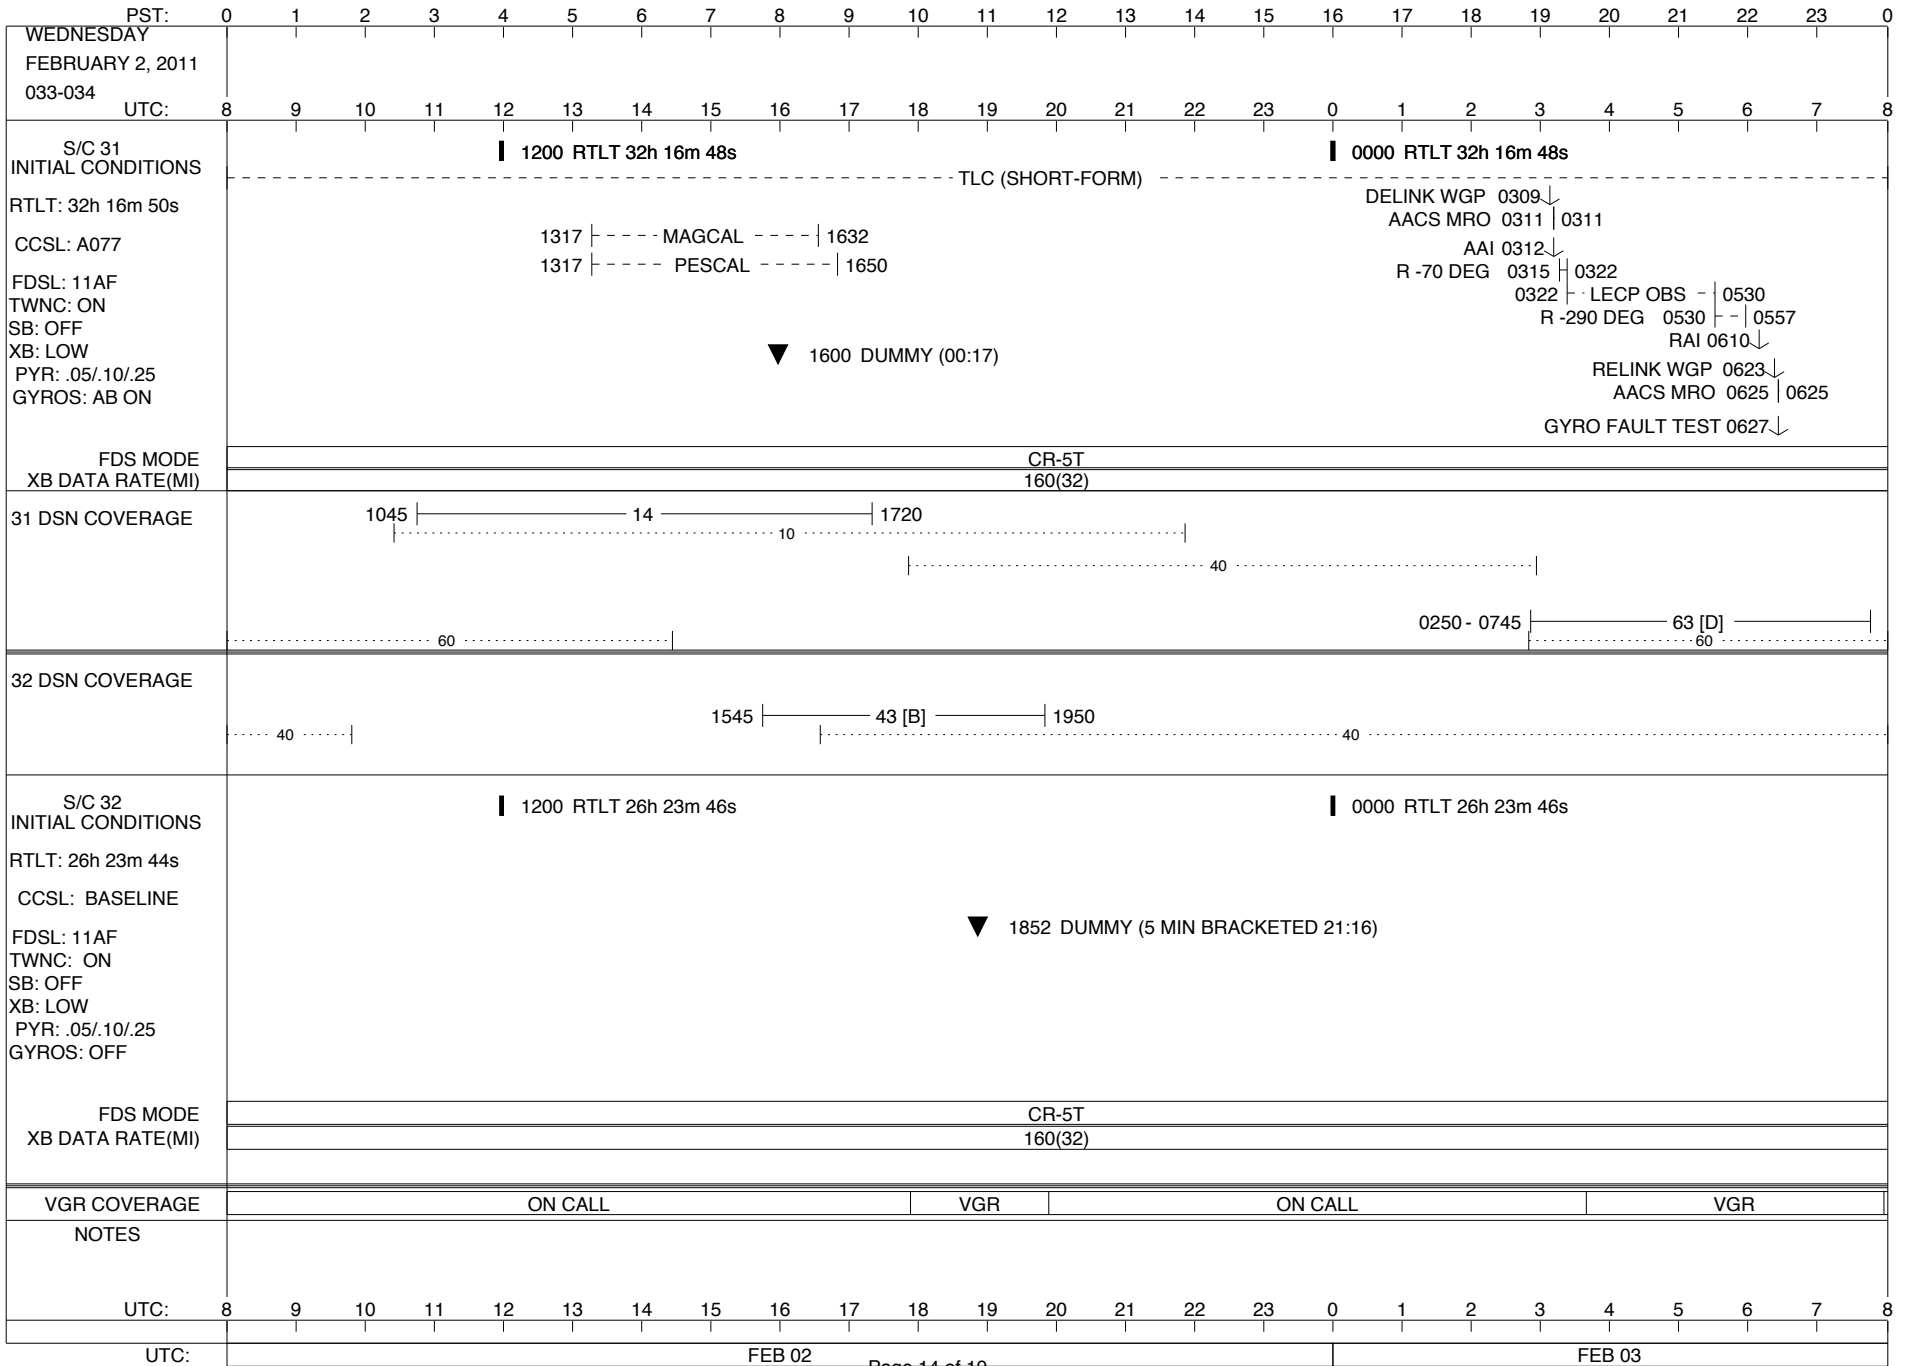 PST: 0 1 2 3 4 5 6 7 8 9 10 11 12 13 14 15 16 17 18 19 20 21 22 23 0
WEDNESDAY
FEBRUARY 2, 2011
033-034
UTC: 8 9 10 11 12 13 14 15 16 17 18 19 20 21 22 23 0 1 2 3 4 5 6 7 8
S/C 31
INITIAL CONDITIONS
RTLT: 32h 16m 50s
CCSL: A077
FDSL: 11AF
TWNC: ON
SB: OFF
XB: LOW
PYR: .05/.10/.25
GYROS: AB ON
1200 RTLT 32h 16m 48s
0000 RTLT 32h 16m 48s
TLC (SHORT-FORM)
DELINK WGP 0309
AACS MRO 0311 0311
1317 MAGCAL 1632
AAI 0312
1317 PESCAL 1650
R -70 DEG 0315 0322
0322 LECP OBS 0530
R -290 DEG 0530 0557
RAI 0610
1600 DUMMY (00:17)
RELINK WGP 0623
AACS MRO 0625 0625
GYRO FAULT TEST 0627
FDS MODE CR-5T
XB DATA RATE(MI) 160(32)
31 DSN COVERAGE
1045 14 1720
10
40
0250 - 0745 63 [D]
60 60
32 DSN COVERAGE
1545 43 [B] 1950
40 40
S/C 32
INITIAL CONDITIONS
RTLT: 26h 23m 44s
CCSL: BASELINE
FDSL: 11AF
TWNC: ON
SB: OFF
XB: LOW
PYR: .05/.10/.25
GYROS: OFF
1200 RTLT 26h 23m 46s
0000 RTLT 26h 23m 46s
1852 DUMMY (5 MIN BRACKETED 21:16)
FDS MODE CR-5T
XB DATA RATE(MI) 160(32)
VGR COVERAGE ON CALL VGR ON CALL VGR
NOTES
UTC: 8 9 10 11 12 13 14 15 16 17 18 19 20 21 22 23 0 1 2 3 4 5 6 7 8
UTC: FEB 02 FEB 03
Page 14 of 19